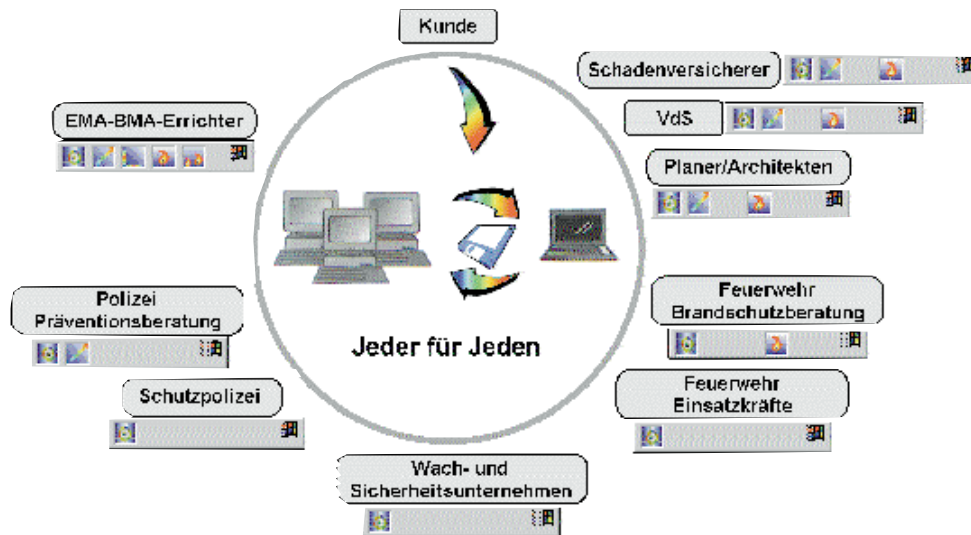 Kunde
Schadenversicherer
VdS
EMA-BMA-Errichter
Planer/Architekten
Polizei
Präventionsberatung
Feuerwehr
Brandschutzberatung
Jeder für Jeden
Schutzpolizei
Feuerwehr
Einsatzkräfte
Wach- und
Sicherheitsunternehmen